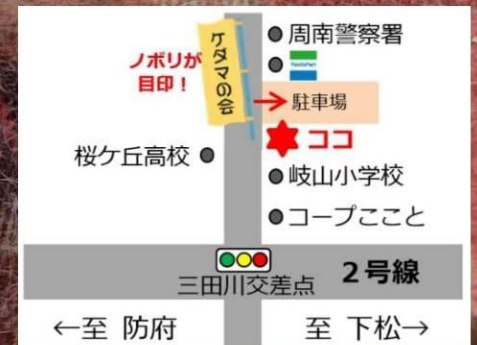 周南警察署
FamilyMart
ノボリが
目印！
ケダマの会
駐車場
ココ
桜ケ丘高校
岐山小学校
コープこことと
三田川交差点
2号線
←至 防府
至 下松→